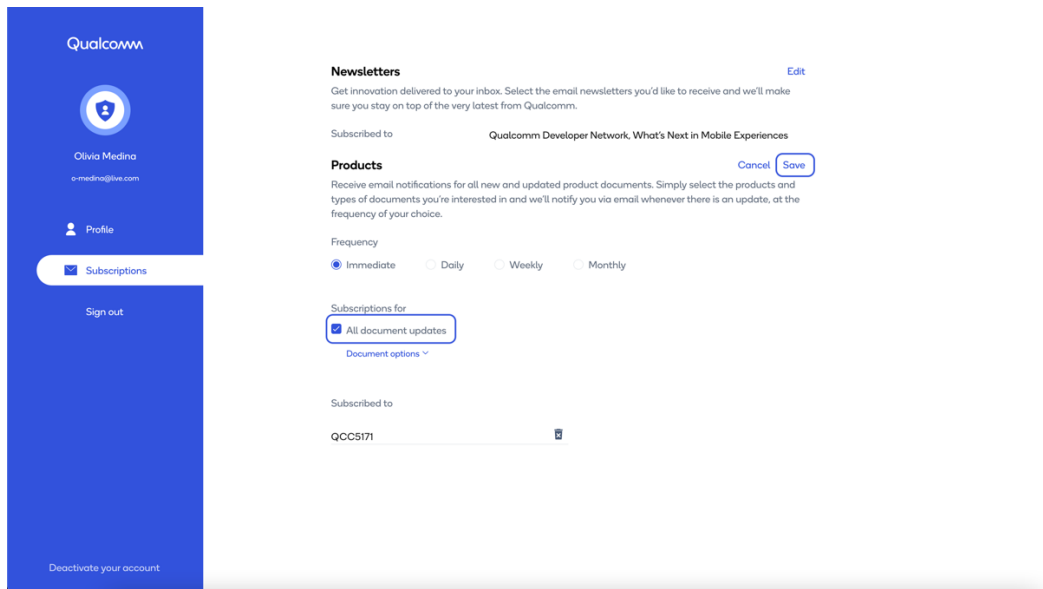 Qualcomm
Olivia Medina
o-medina@live.com
Profile
Subscriptions
Sign out
Deactivate your account
Newsletters
Edit
Get innovation delivered to your inbox. Select the email newsletters you'd like to receive and we'll make
sure you stay on top of the very latest from Qualcomm.
Subscribed to
Qualcomm Developer Network, What's Next in Mobile Experiences
Products
Cancel
Save
Receive email notifications for all new and updated product documents. Simply select the products and
types of documents you're interested in and we'll notify you via email whenever there is an update, at the
frequency of your choice.
Frequency
Immediate
Daily
Weekly
Monthly
Subscriptions for
All document updates
Document options
Subscribed to
QCC5171